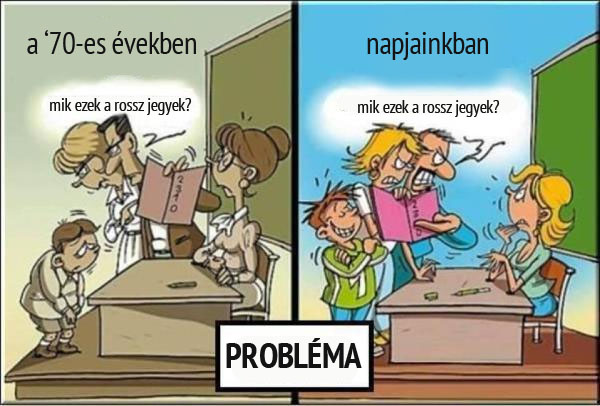 a ‘70-es években
napjainkban
mik ezek a rossz jegyek?
mik ezek a rossz jegyek?
PROBLÉMA